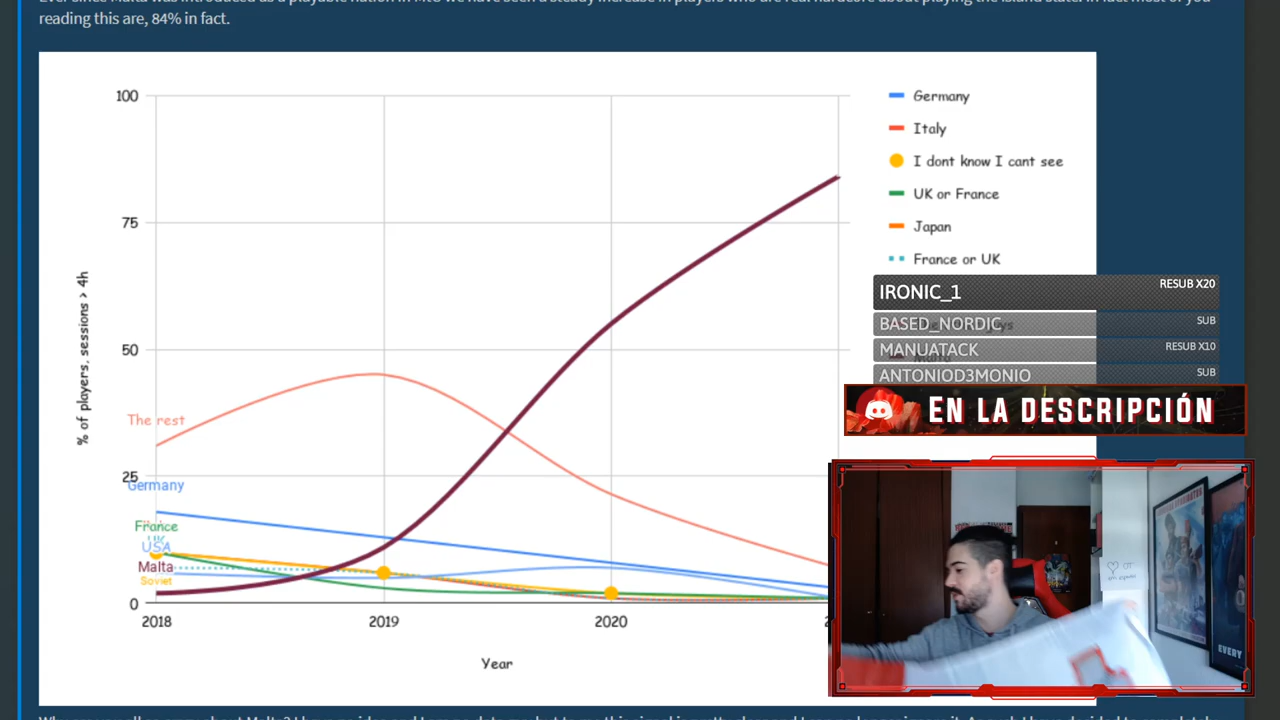 reading this are, 84% in fact.
100
75
50
25
0
% of players, sessions > 4h
The rest
Germany
France
UK
USA
Malta
Soviet
2018
2019
2020
Year
Germany
Italy
I dont know I cant see
UK or France
Japan
France or UK
IRONIC_1 RESUB X20
BASED_NORDIC SUB
MANUATACK RESUB X10
ANTONIOD3MONIO SUB
EN LA DESCRIPCIÓN
EVERY